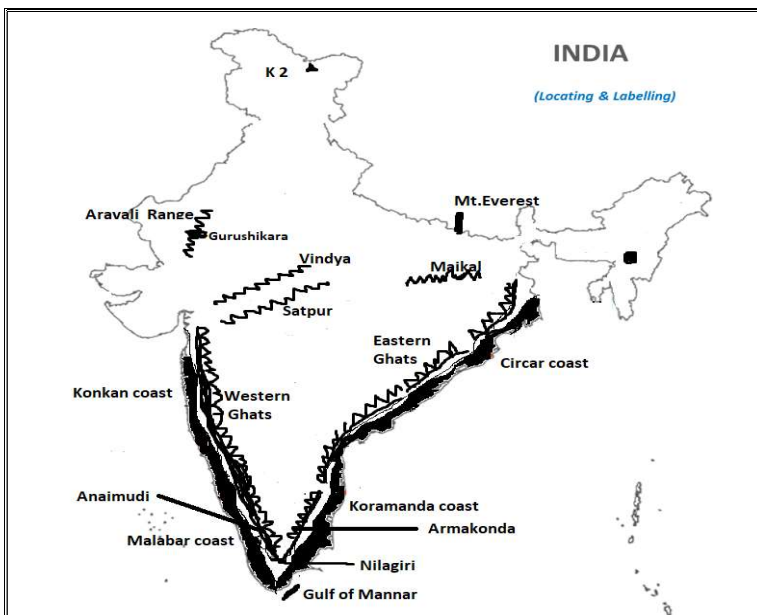 INDIA
K 2
(Locating & Labelling)
Mt.Everest
Aravali Range
Gurushikara
Vindya
Maikal
Satpur
Eastern
Ghats
Circar coast
Konkan coast
Western
Ghats
Anaimudi
Koramanda coast
Malabar coast
Armakonda
Nilagiri
Gulf of Mannar